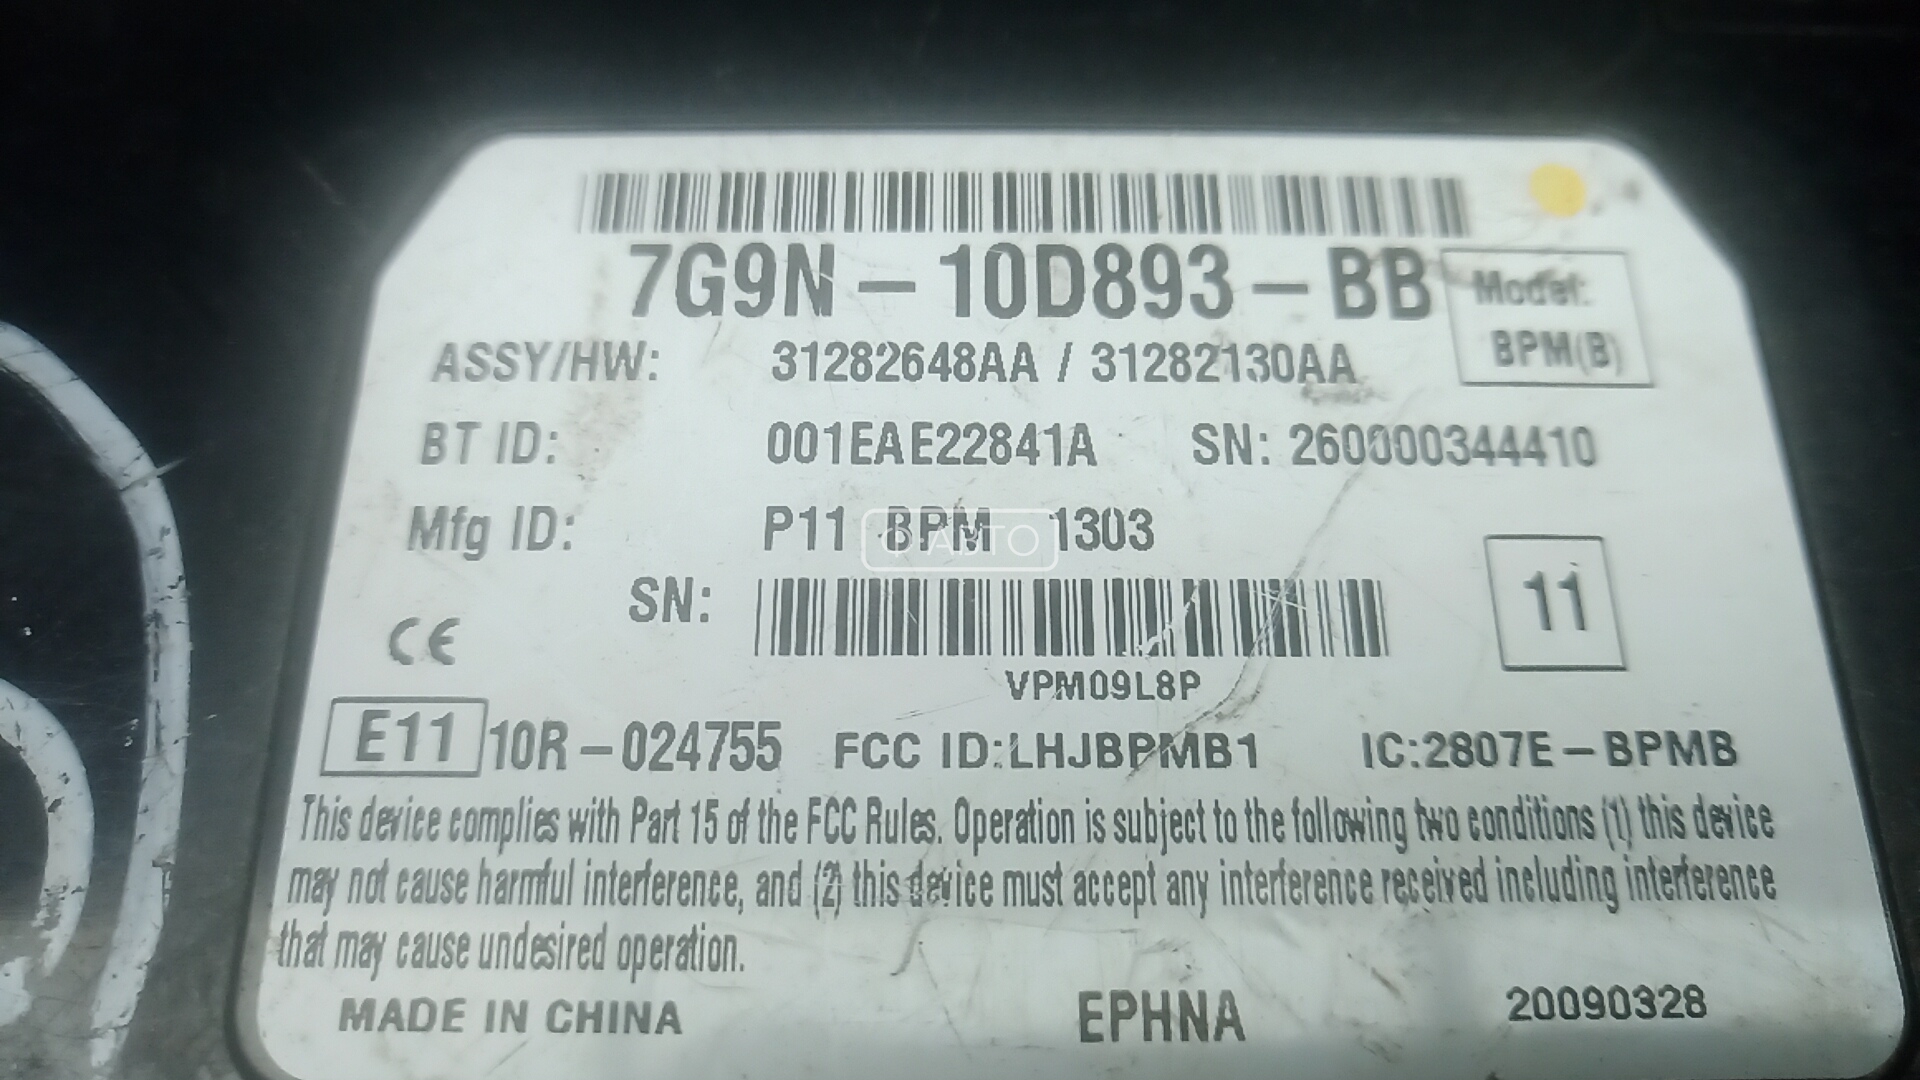 7G9N-10D893-BB
Model:
BPM(B)
ASSY/HW: 31282648AA / 31282130AA
BT ID: 001EAE22841A SN: 260000344410
Mfg ID: P11 BPM 1303
Ф-АВТО
SN:
11
CE
VPM09L8P
E11 10R-024755 FCC ID:LHJBPMB1 IC:2807E-BPMB
This device complies with Part 15 of the FCC Rules. Operation is subject to the following two conditions (1) this device
may not cause harmful interference, and (2) this device must accept any interference received including interference
that may cause undesired operation.
MADE IN CHINA EPHNA 20090328